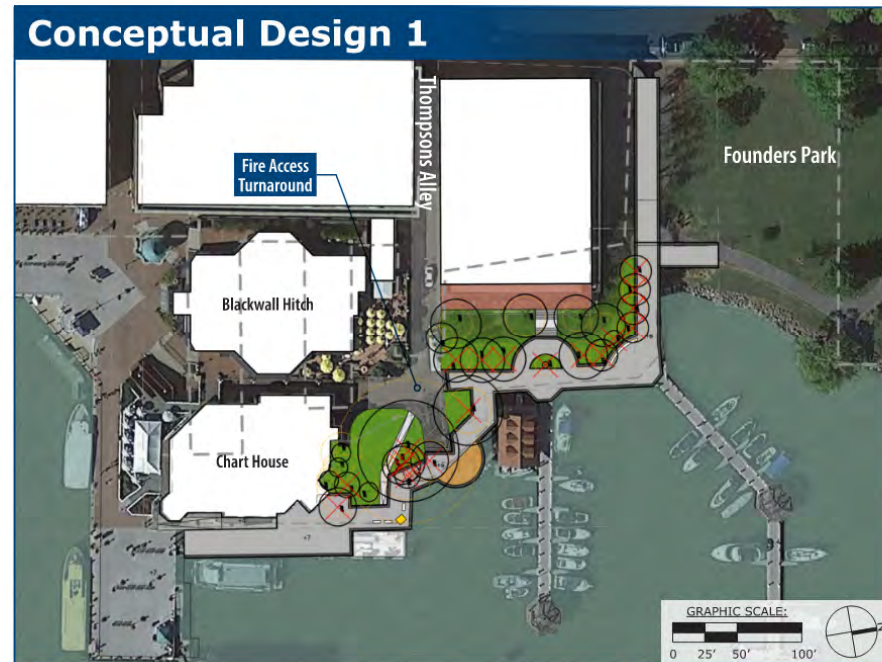 Conceptual Design 1
Thompsons Alley
Fire Access
Turnaround
Founders Park
Blackwall Hitch
Chart House
GRAPHIC SCALE:
0 25' 50' 100'